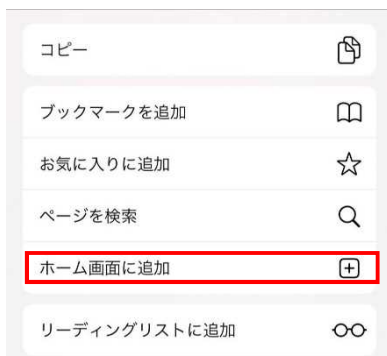 コピー
ブックマークを追加
お気に入りに追加
ページを検索
ホーム画面に追加
リーディングリストに追加